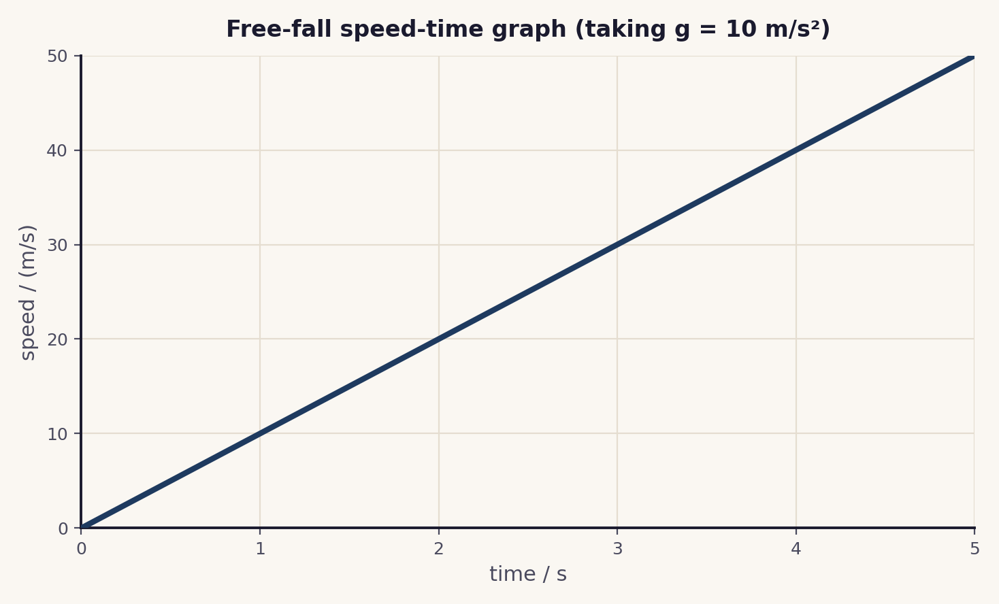 Free-fall speed-time graph (taking g = 10 m/s²)
50
40
30
20
10
0
speed / (m/s)
0 1 2 3 4 5
time / s